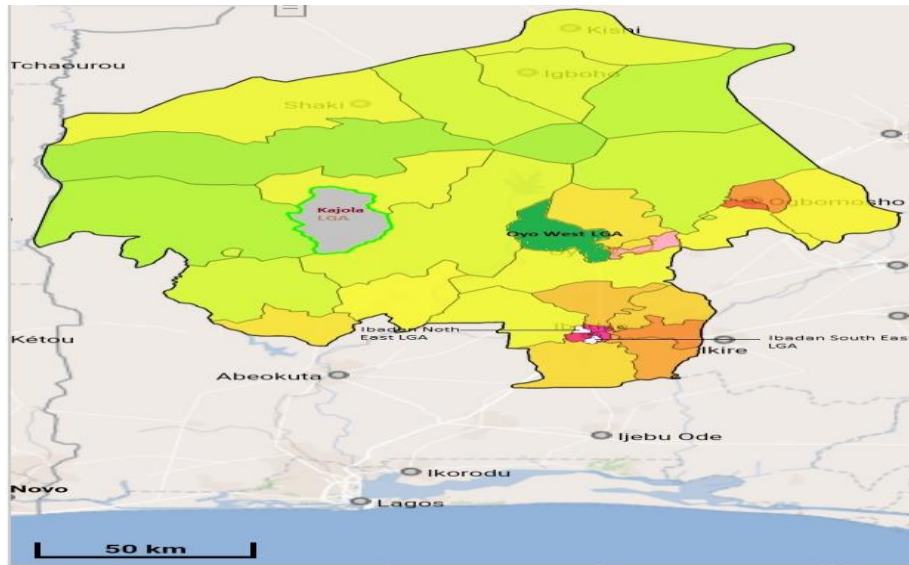 Kishi
Tchaourou
Igboho
Shaki
Kajola
LGA
Ogbomosho
Oyo West LGA
Ibadan Noth
East LGA
Ibadan South East
LGA
Kétou
Ikire
Abeokuta
Ijebu Ode
Ikorodu
Novo
Lagos
50 km